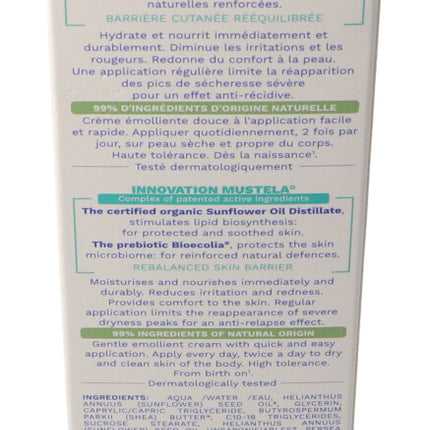 naturelles renforcées.
BARRIÈRE CUTANÉE RÉÉQUILIBRÉE
Hydrate et nourrit immédiatement et
durablement. Diminue les irritations et les
rougeurs. Redonne du confort à la peau.
Une application régulière limite la réapparition
des pics de sécheresse sévère
pour un effet anti-récidive.
99% D'INGRÉDIENTS D'ORIGINE NATURELLE
Crème émolliente douce à l'application facile
et rapide. Appliquer quotidiennement, 2 fois par
jour, sur peau sèche et propre du corps.
Haute tolérance. Dès la naissance¹.
Testé dermatologiquement
INNOVATION MUSTELA®
Complex of patented active ingredients
The certified organic Sunflower Oil Distillate,
stimulates lipid biosynthesis:
for protected and soothed skin.
The prebiotic Bioecolia®, protects the skin
microbiome: for reinforced natural defences.
REBALANCED SKIN BARRIER
Moisturises and nourishes immediately and
durably. Reduces irritation and redness.
Provides comfort to the skin. Regular
application limits the reappearance of severe
dryness peaks for an anti-relapse effect.
99% INGREDIENTS OF NATURAL ORIGIN
Gentle emollient cream with quick and easy
application. Apply every day, twice a day to dry
and clean skin of the body. High tolerance.
From birth on¹.
Dermatologically tested
INGREDIENTS: AQUA /WATER /EAU, HELIANTHUS
ANNUUS (SUNFLOWER) SEED OIL*, GLYCERIN,
CAPRYLIC/CAPRIC TRIGLYCERIDE, BUTYROSPERMUM
PARKII (SHEA) BUTTER*, C10-18 TRIGLYCERIDES,
SUCROSE STEARATE, HELIANTHUS ANNUUS
(SUNFLOWER) SEED OIL UNSAPONIFIABLES, PERSEA